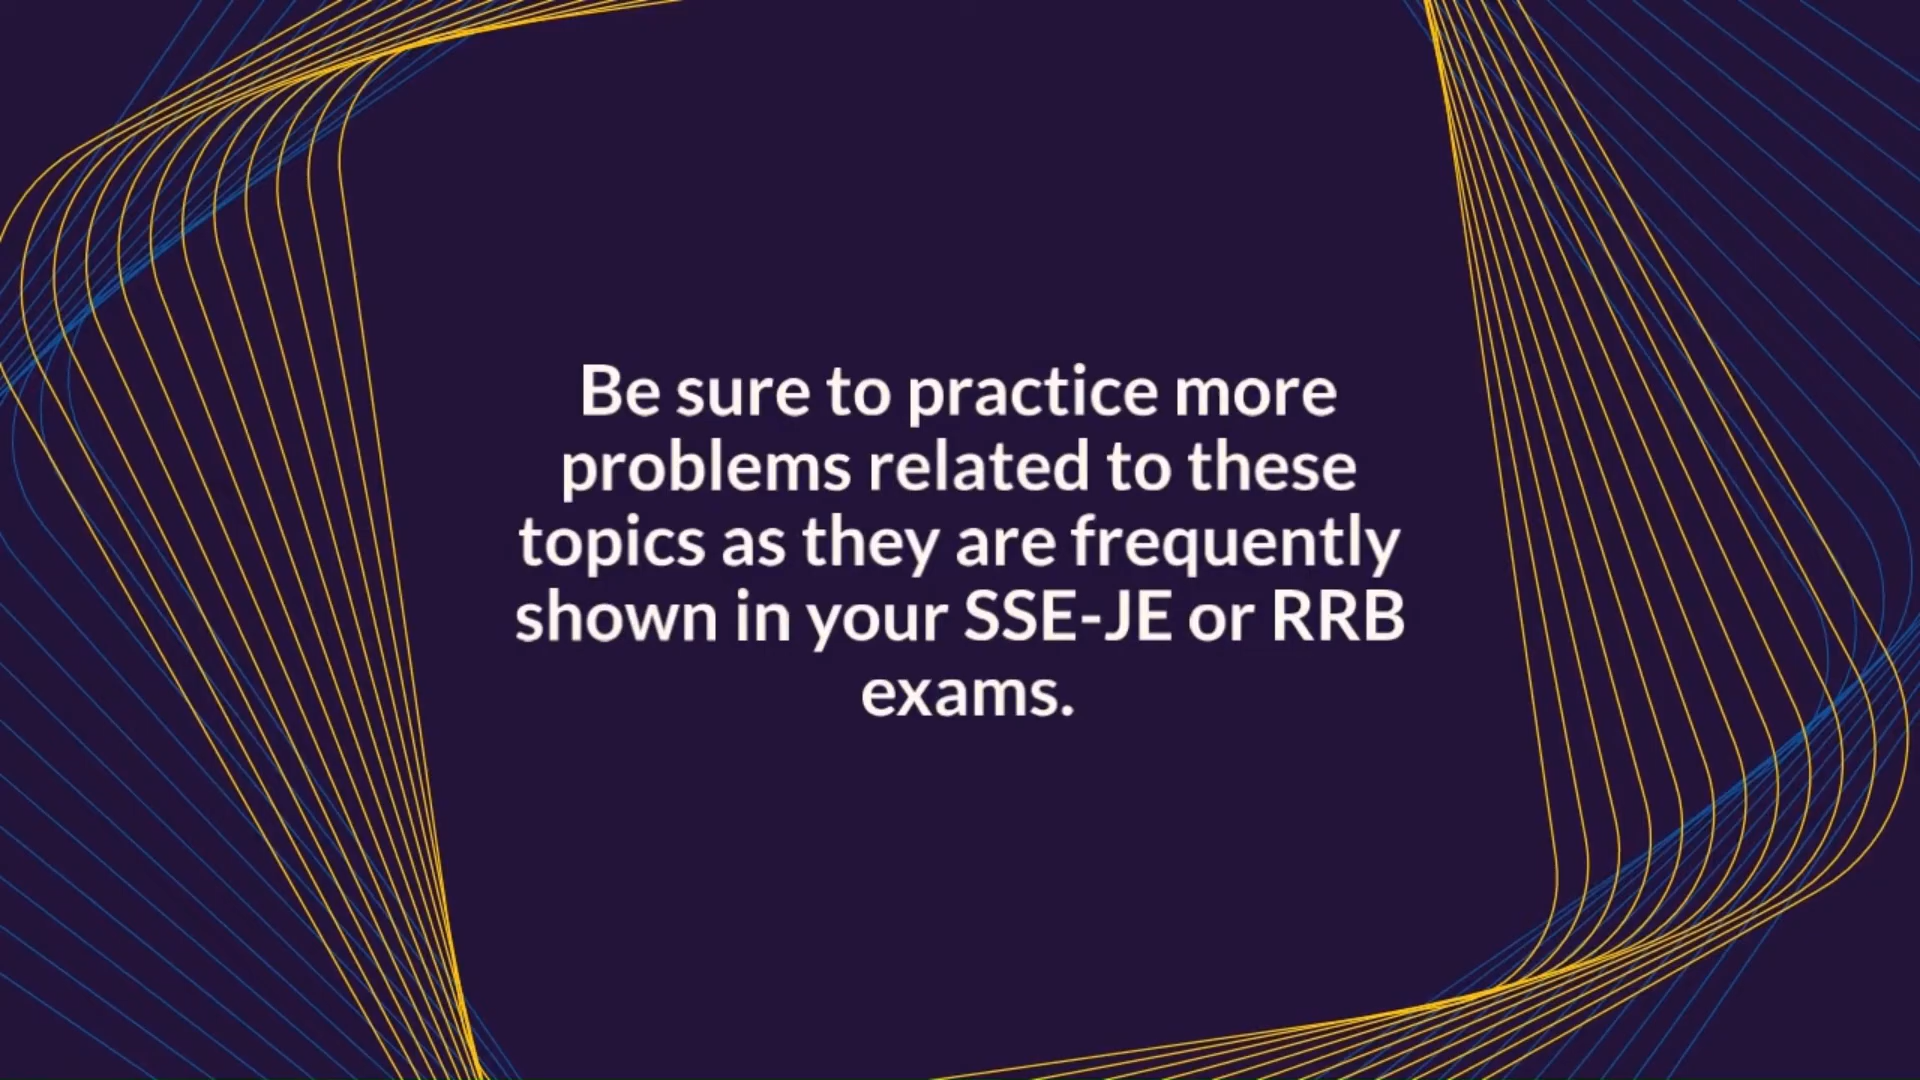 Be sure to practice more
problems related to these
topics as they are frequently
shown in your SSE-JE or RRB
exams.